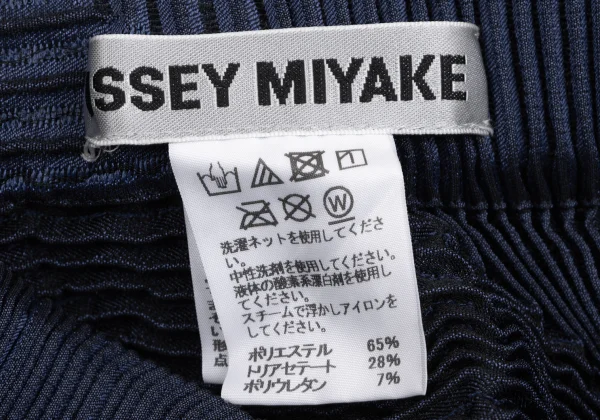 ISSEY MIYAKE
W
洗濯ネットを使用してくださ
い。
中性洗剤を使用してください。
液体の酸素系漂白剤を使用し
てください。
スチームで浮かしアイロンを
してください。
ポリエステル 65%
トリアセテート 28%
ポリウレタン 7%
形
点